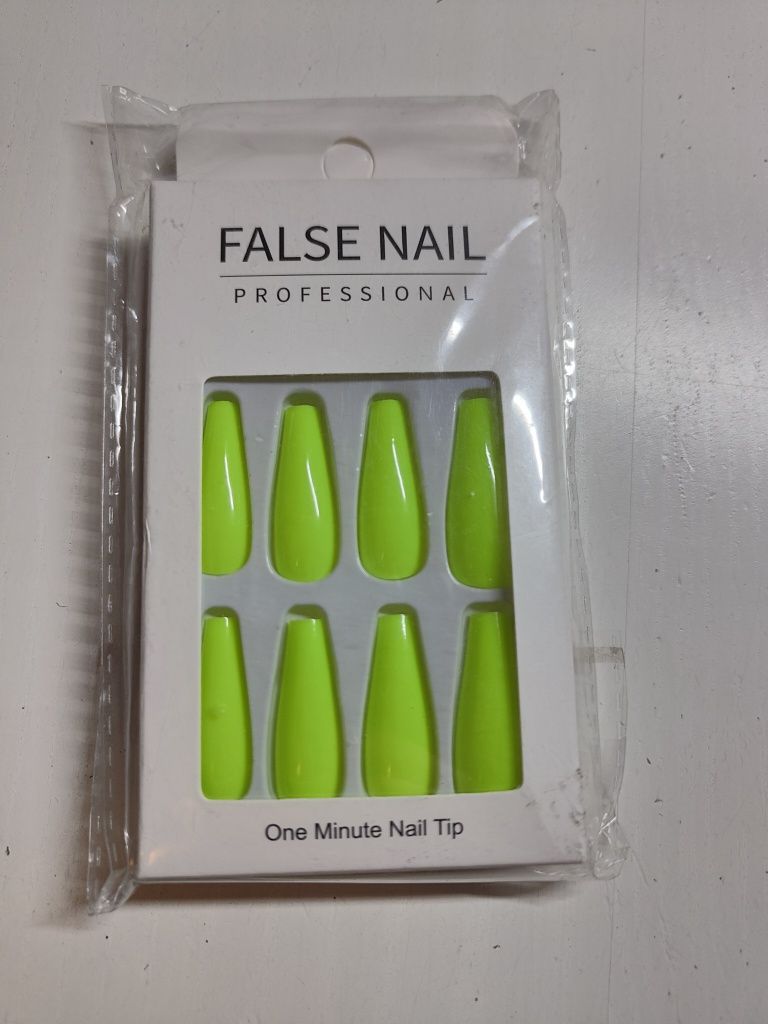 FALSE NAIL
PROFESSIONAL
One Minute Nail Tip